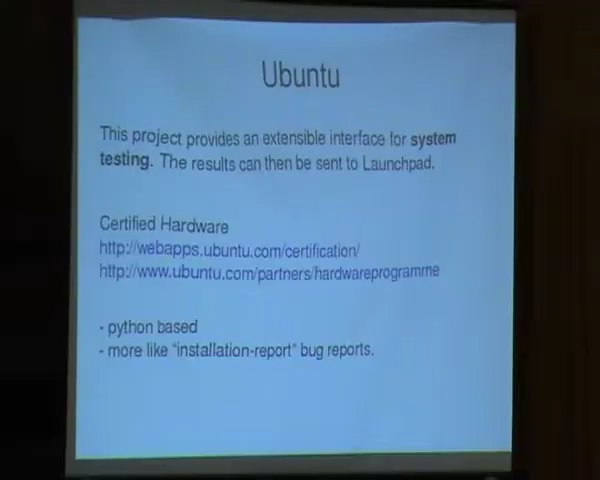 Ubuntu
This project provides an extensible interface for system
testing. The results can then be sent to Launchpad.
Certified Hardware
http://webapps.ubuntu.com/certification/
http://www.ubuntu.com/partners/hardwareprogramme
- python based
- more like “installation-report” bug reports.